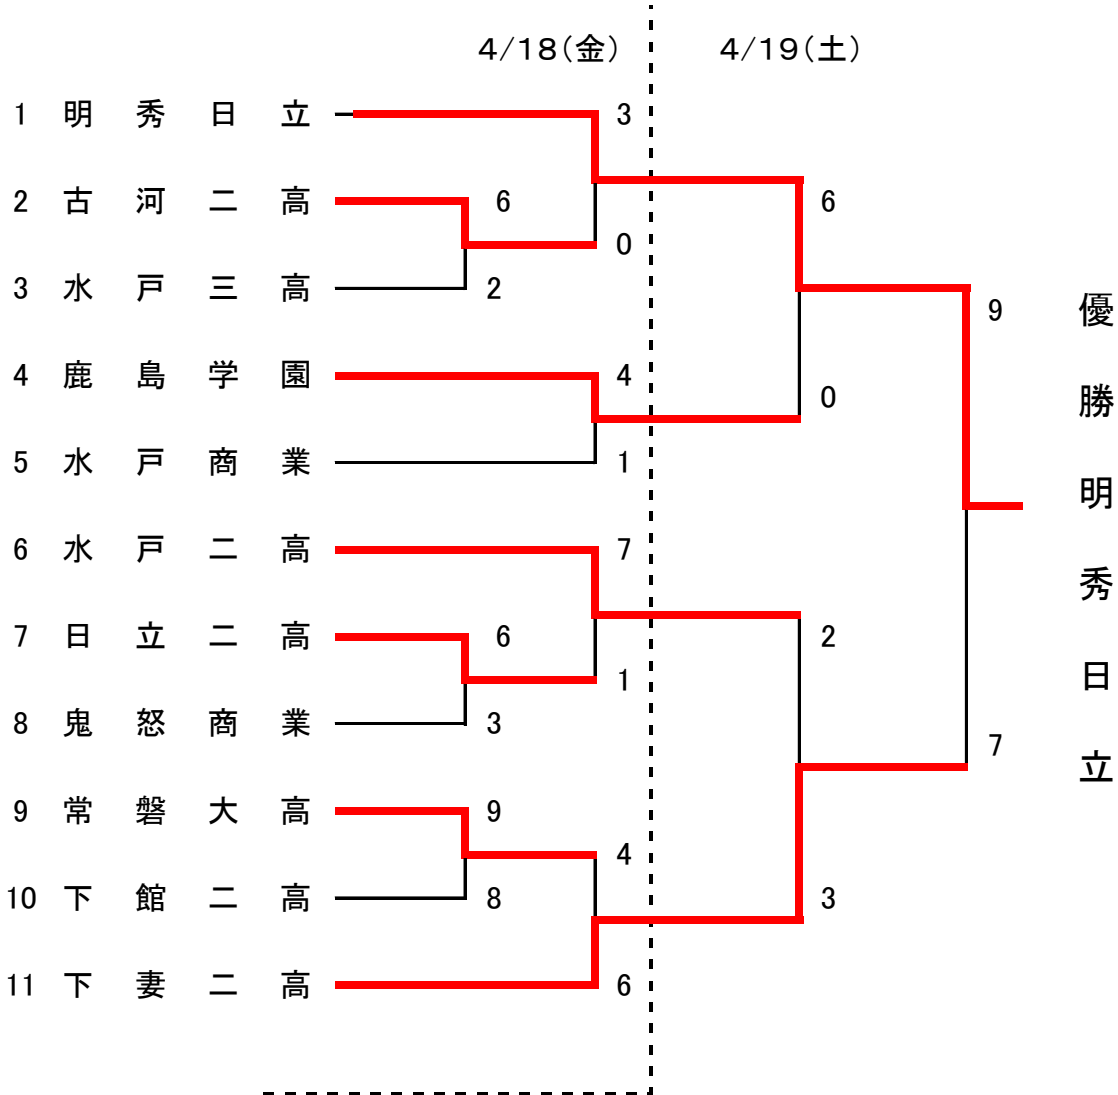 4/18(金) 4/19(土)
1 明秀日立 3
2 古河二高 6 6
0
3 水戸三高 2
9
4 鹿島学園 4
0
5 水戸商業 1
6 水戸二高 7
7 日立二高 6 2
1
8 鬼怒商業 3
7
9 常磐大高 9
4
10 下館二高 8 3
11 下妻二高 6
優勝明秀日立